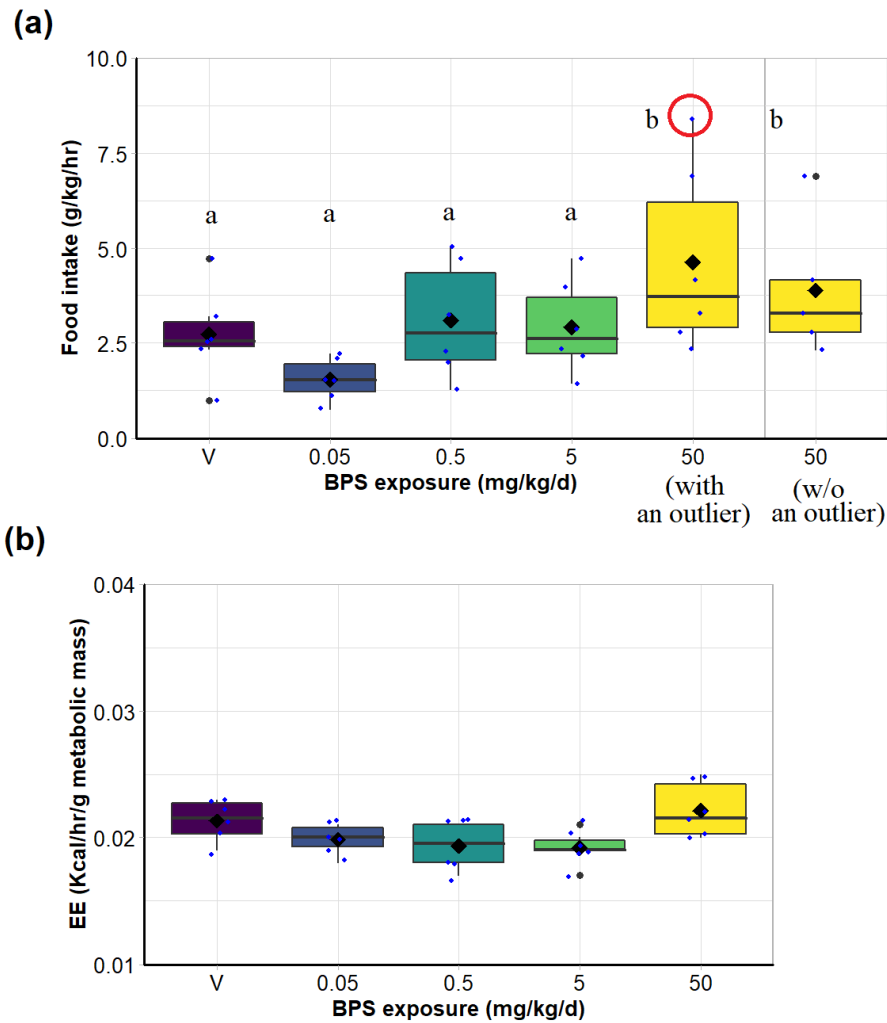 (a)
Food intake (g/kg/hr)
10.0
7.5
5.0
2.5
0.0
a
a
a
a
b
b
V
0.05
0.5
5
50
50
BPS exposure (mg/kg/d)
(with
an outlier)
(w/o
an outlier)
(b)
EE (Kcal/hr/g metabolic mass)
0.04
0.03
0.02
0.01
V
0.05
0.5
5
50
BPS exposure (mg/kg/d)